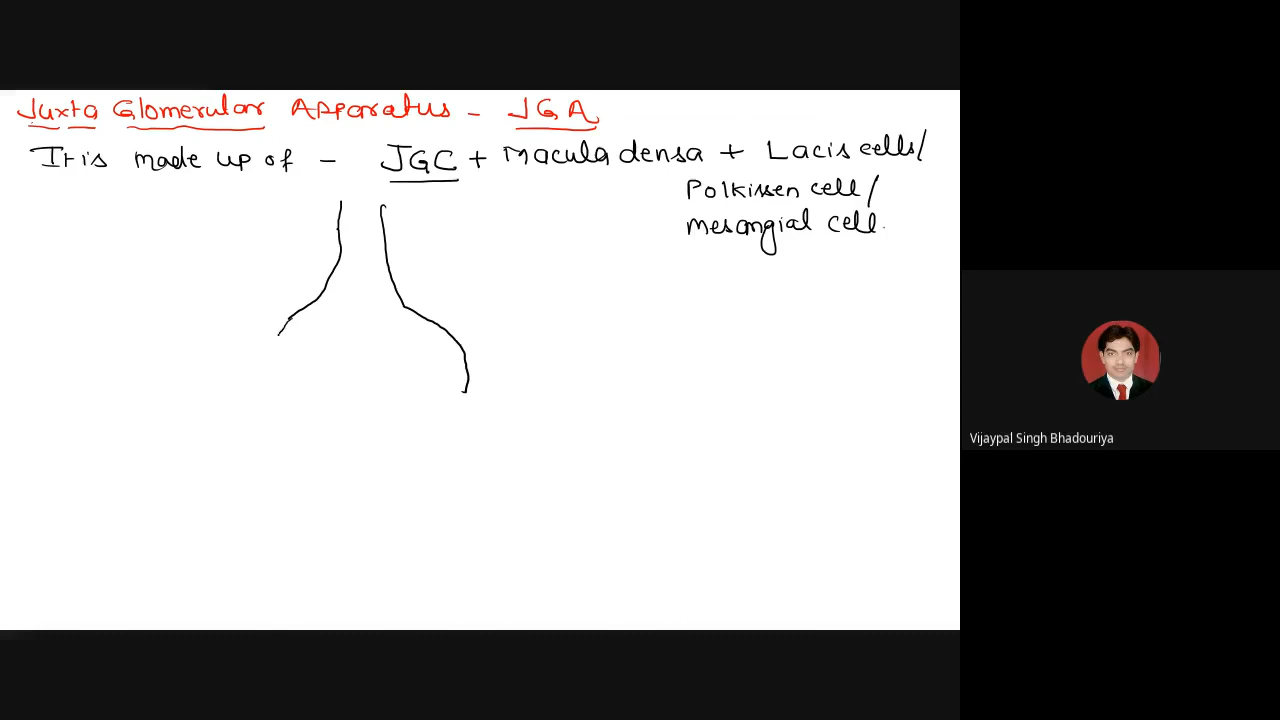 Juxta Glomerular Apparatus - JGA
It is made up of - JGC + Macula densa + Lacis cells/
Polkissen cell/
mesangial cell.
Vijaypal Singh Bhadouriya